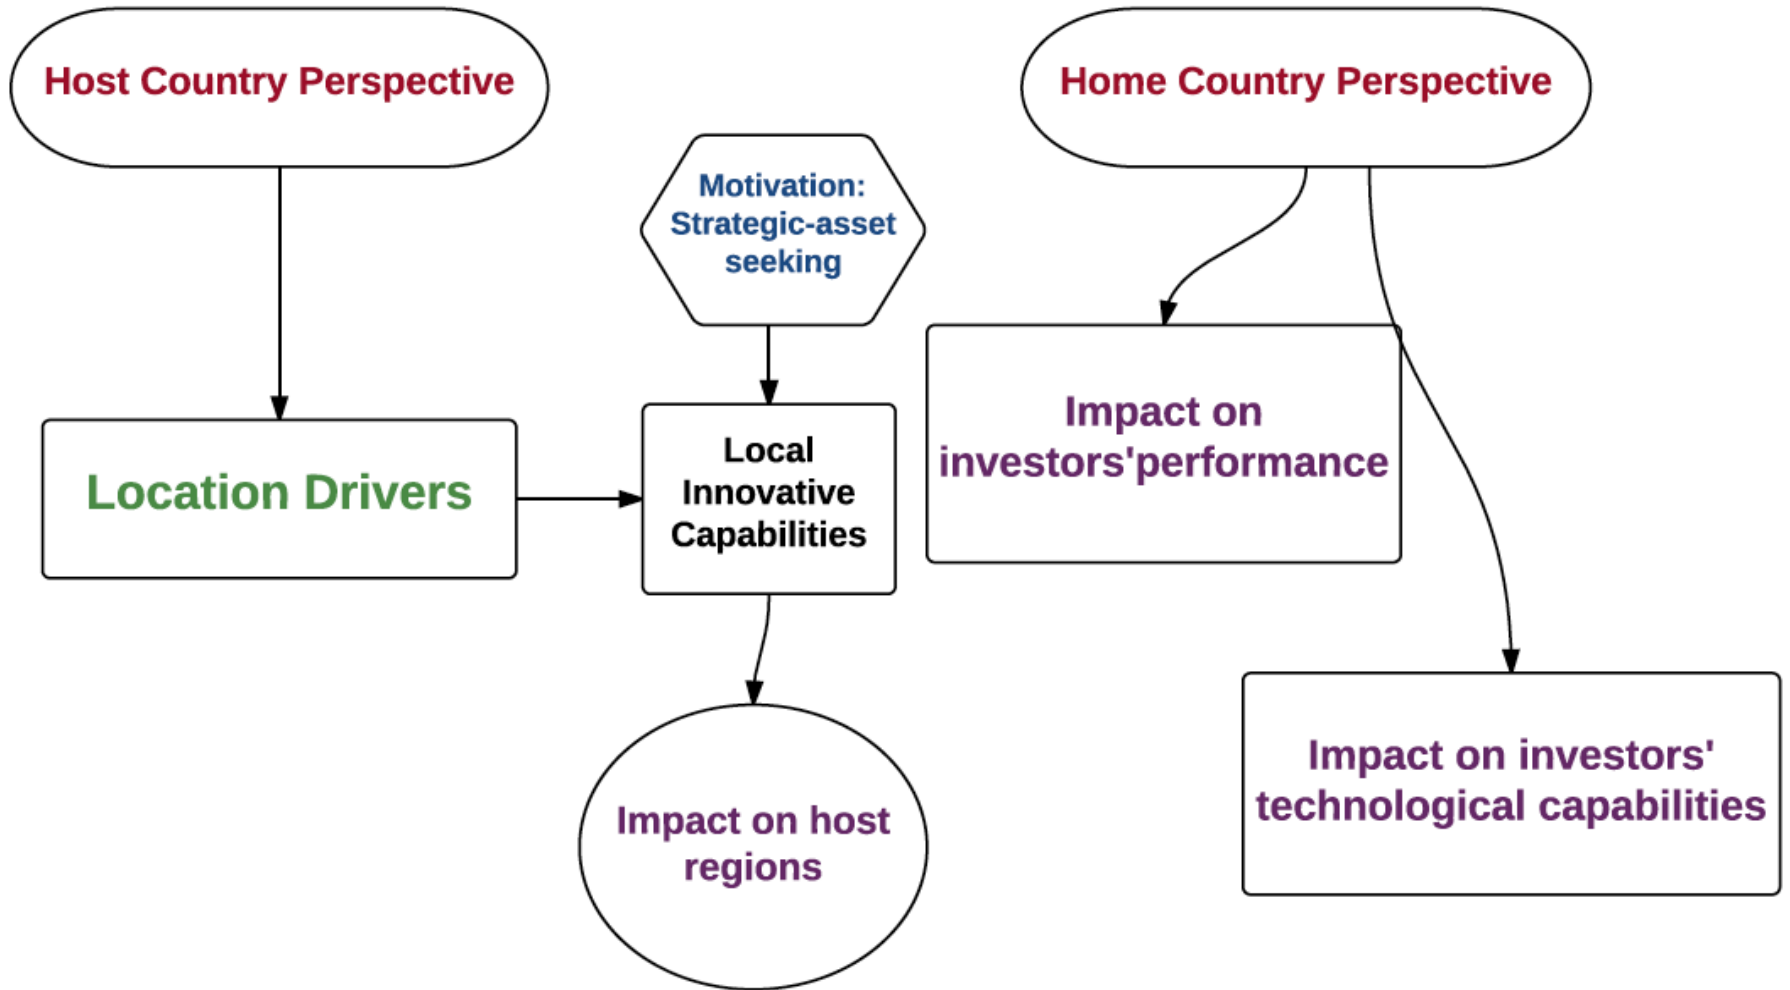 Host Country Perspective
Home Country Perspective
Motivation:
Strategic-asset
seeking
Location Drivers
Local
Innovative
Capabilities
Impact on
investors'performance
Impact on host
regions
Impact on investors'
technological capabilities